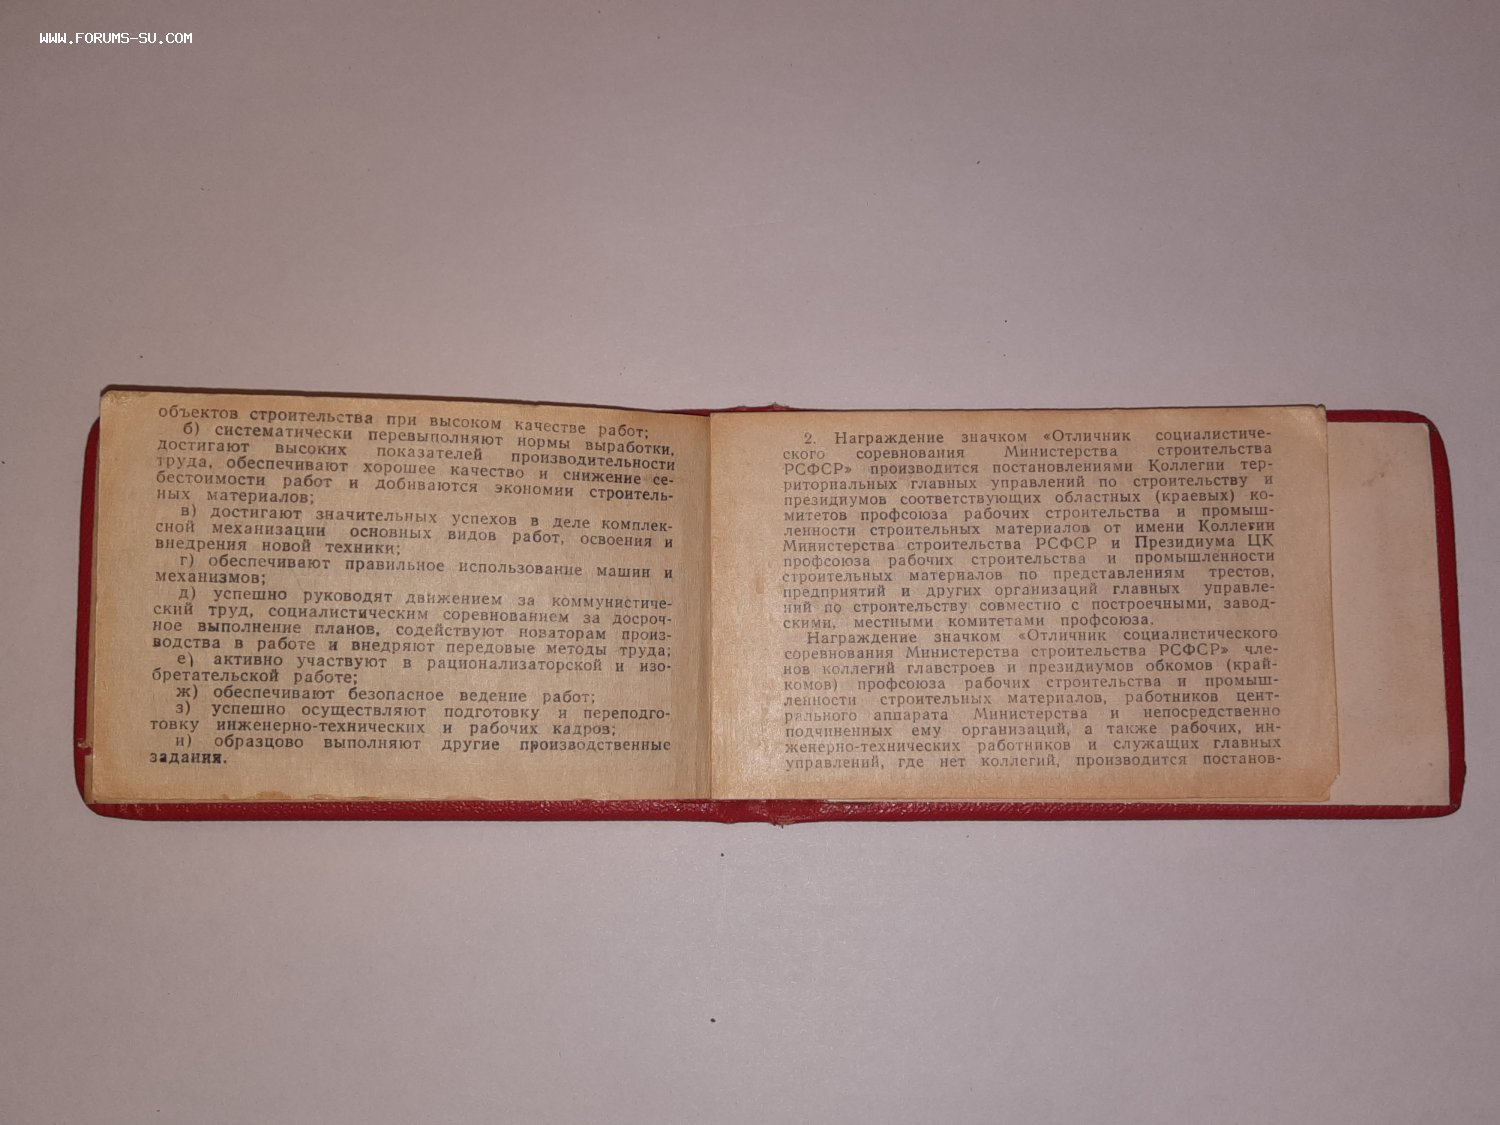 WWW.FORUMS-SU.COM
объектов строительства при высоком качестве работ;
б) систематически перевыполняют нормы выработки,
достигают высоких показателей производительности
труда, обеспечивают хорошее качество и снижение се-
бестоимости работ и добиваются экономии строитель-
ных материалов;
в) достигают значительных успехов в деле комплек-
сной механизации основных видов работ, освоения и
внедрения новой техники;
г) обеспечивают правильное использование машин и
механизмов;
д) успешно руководят движением за коммунистиче-
ский труд, социалистическим соревнованием за досроч-
ное выполнение планов, содействуют новаторам произ-
водства в работе и внедряют передовые методы труда;
е) активно участвуют в рационализаторской и изо-
бретательской работе;
ж) обеспечивают безопасное ведение работ;
з) успешно осуществляют подготовку и переподго-
товку инженерно-технических и рабочих кадров;
и) образцово выполняют другие производственные
задания.
2. Награждение значком «Отличник социалистиче-
ского соревнования Министерства строительства
РСФСР» производится постановлениями Коллегии тер-
риториальных главных управлений по строительству и
президиумов соответствующих областных (краевых) ко-
митетов профсоюза рабочих строительства и промыш-
ленности строительных материалов от имени Коллегии
Министерства строительства РСФСР и Президиума ЦК
профсоюза рабочих строительства и промышленности
строительных материалов по представлениям трестов,
предприятий и других организаций главных управле-
ний по строительству совместно с построечными, завод-
скими, местными комитетами профсоюза.
Награждение значком «Отличник социалистического
соревнования Министерства строительства РСФСР» чле-
нов коллегий главстроев и президиумов обкомов (край-
комов) профсоюза рабочих строительства и промыш-
ленности строительных материалов, работников цент-
рального аппарата Министерства и непосредственно
подчиненных ему организаций, а также рабочих, ин-
женерно-технических работников и служащих главных
управлений, где нет коллегий, производится постанов-